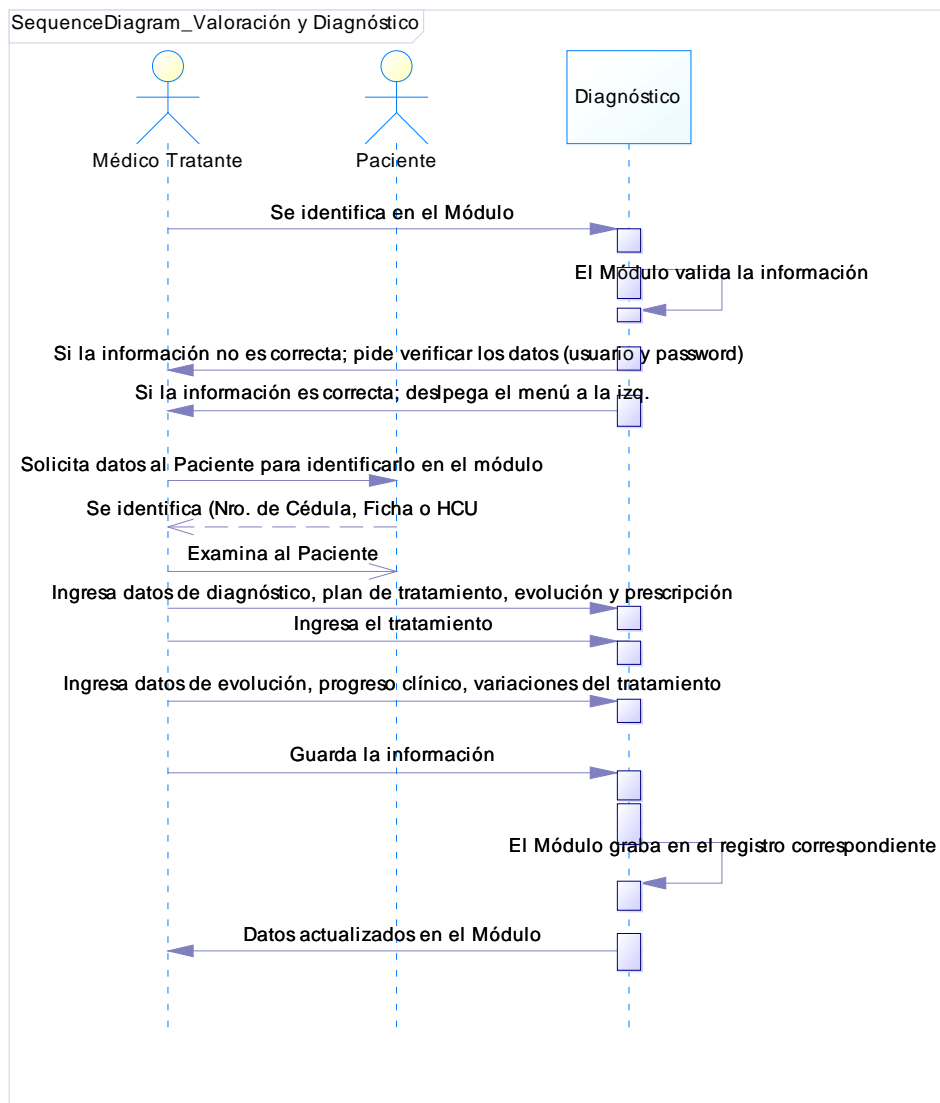 SequenceDiagram_Valoración y Diagnóstico
Médico Tratante
Paciente
Diagnóstico
Se identifica en el Módulo
El Módulo valida la información
Si la información no es correcta; pide verificar los datos (usuario y password)
Si la información es correcta; deslpega el menú a la izq.
Solicita datos al Paciente para identificarlo en el módulo
Se identifica (Nro. de Cédula, Ficha o HCU
Examina al Paciente
Ingresa datos de diagnóstico, plan de tratamiento, evolución y prescripción
Ingresa el tratamiento
Ingresa datos de evolución, progreso clínico, variaciones del tratamiento
Guarda la información
El Módulo graba en el registro correspondiente
Datos actualizados en el Módulo